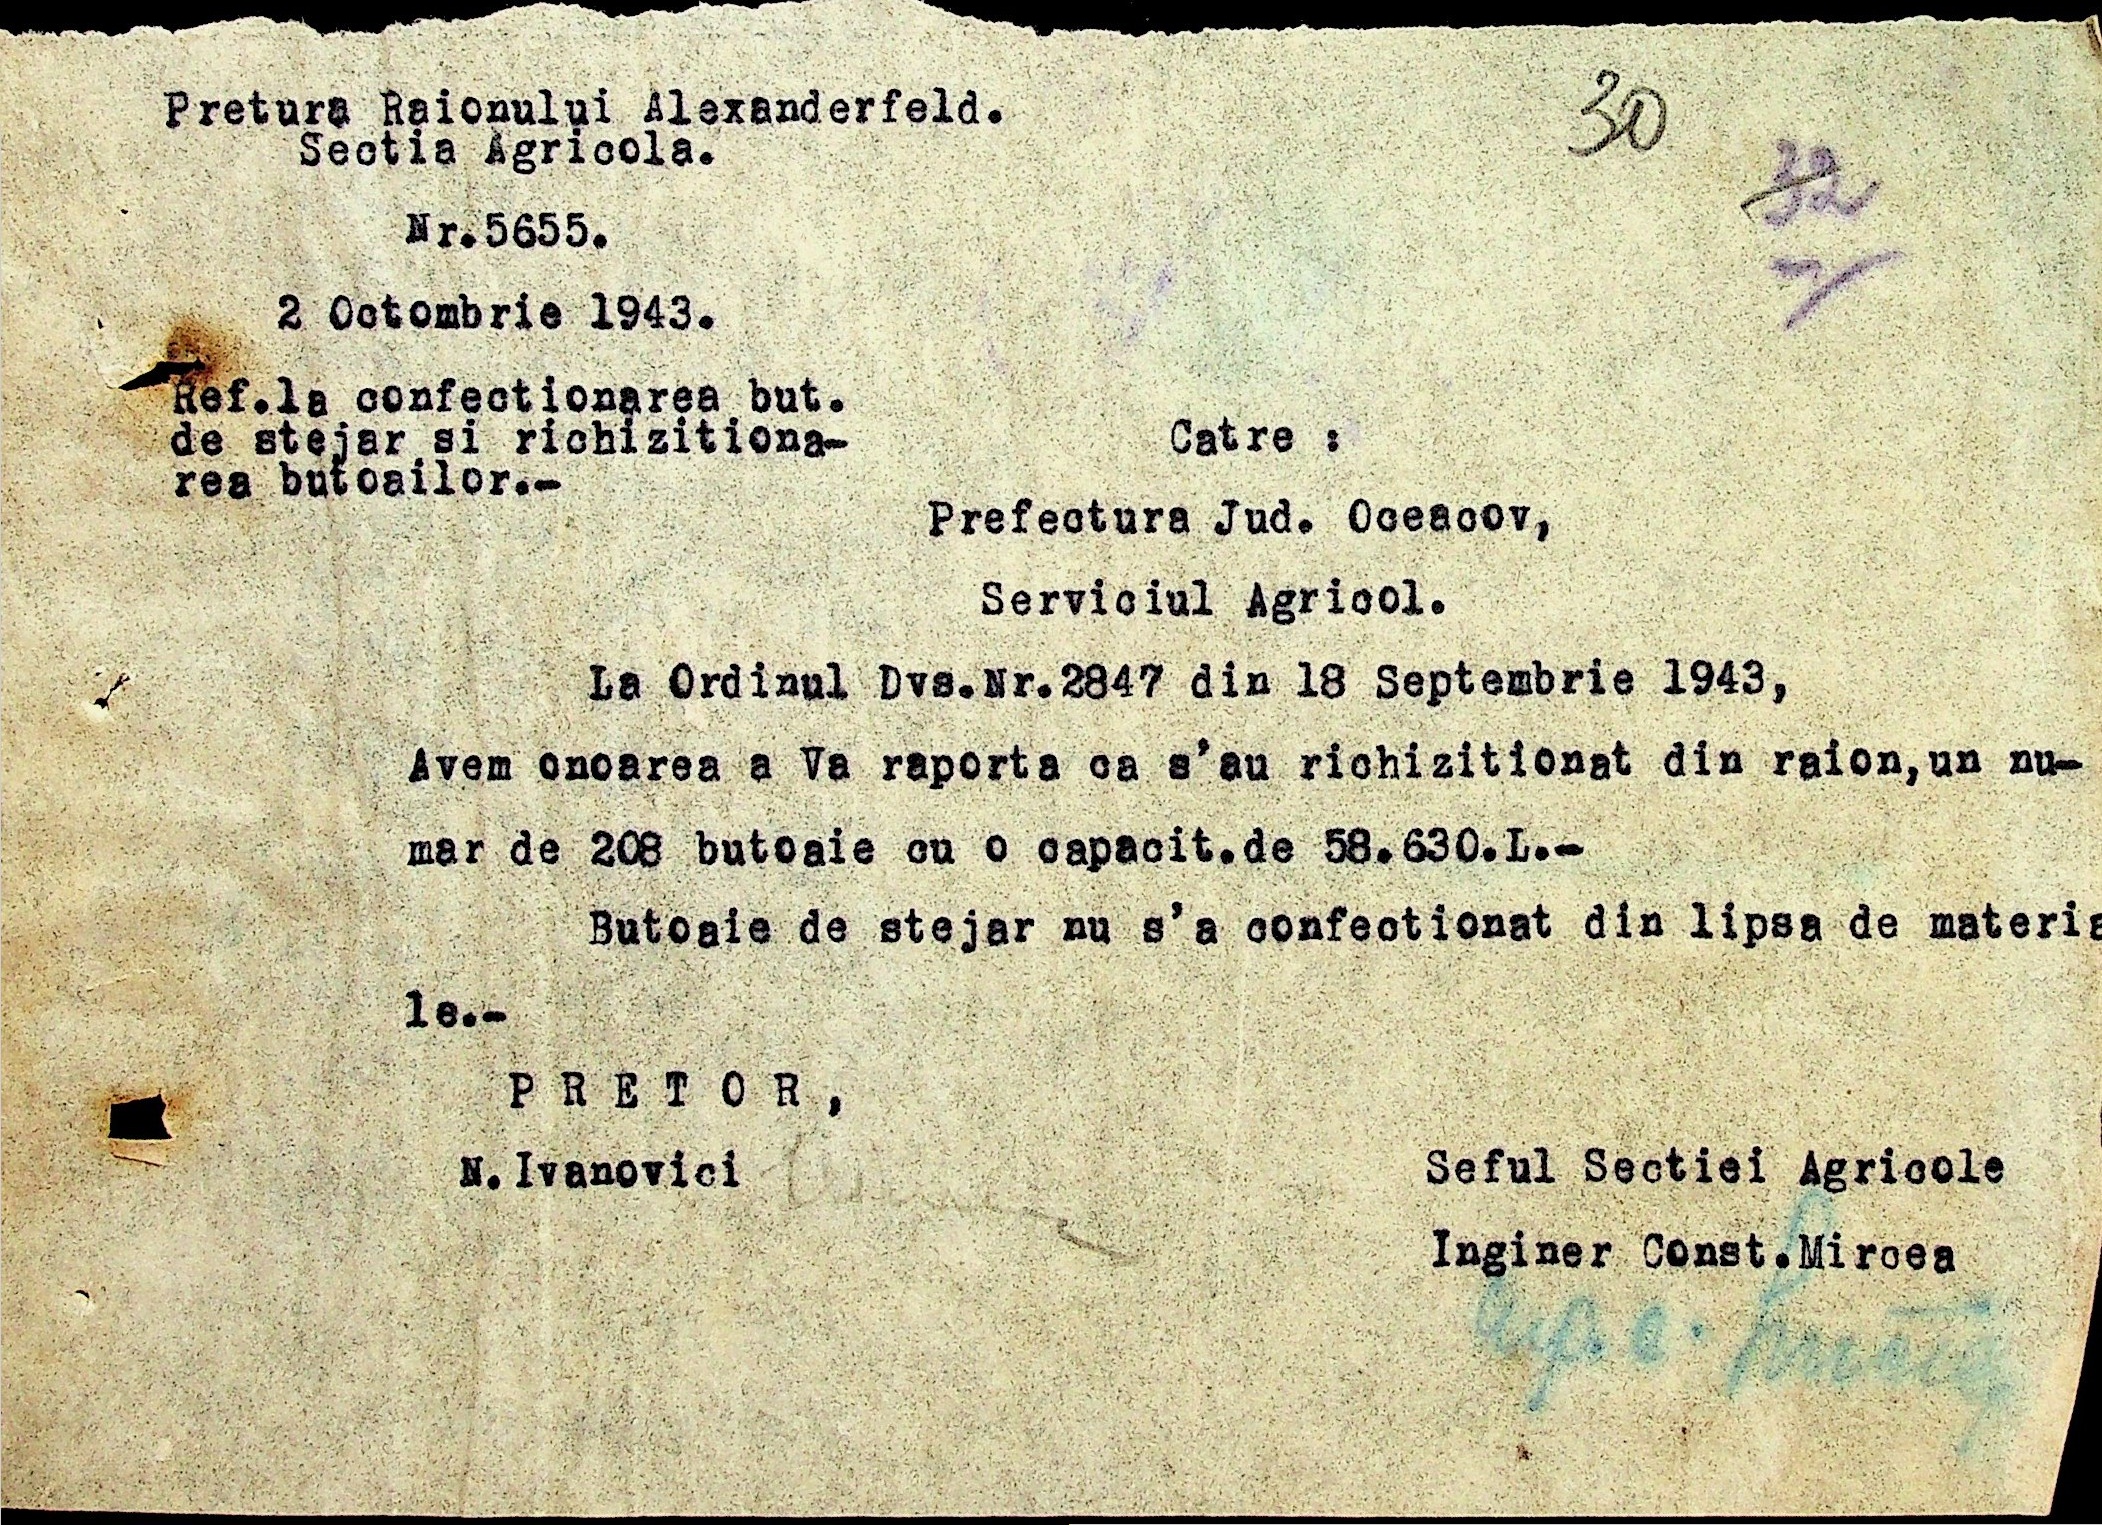 Pretura Raionului Alexanderfeld.
Sectia Agricola.
30
32
Nr.5655.
2 Octombrie 1943.
Ref.la confectionarea but.
de stejar si richizitiona-
rea butoailor.-
Catre :
Prefectura Jud. Oceacov,
Serviciul Agricol.
La Ordinul Dvs.Nr.2847 din 18 Septembrie 1943,
Avem onoarea a Va raporta ca s'au richizitionat din raion,un nu-
mar de 208 butoaie cu o capacit.de 58.630.L.-
Butoaie de stejar nu s'a confectionat din lipsa de materia
le.-
P R E T O R ,
N.Ivanovici
Seful Sectiei Agricole
Inginer Const.Mircea